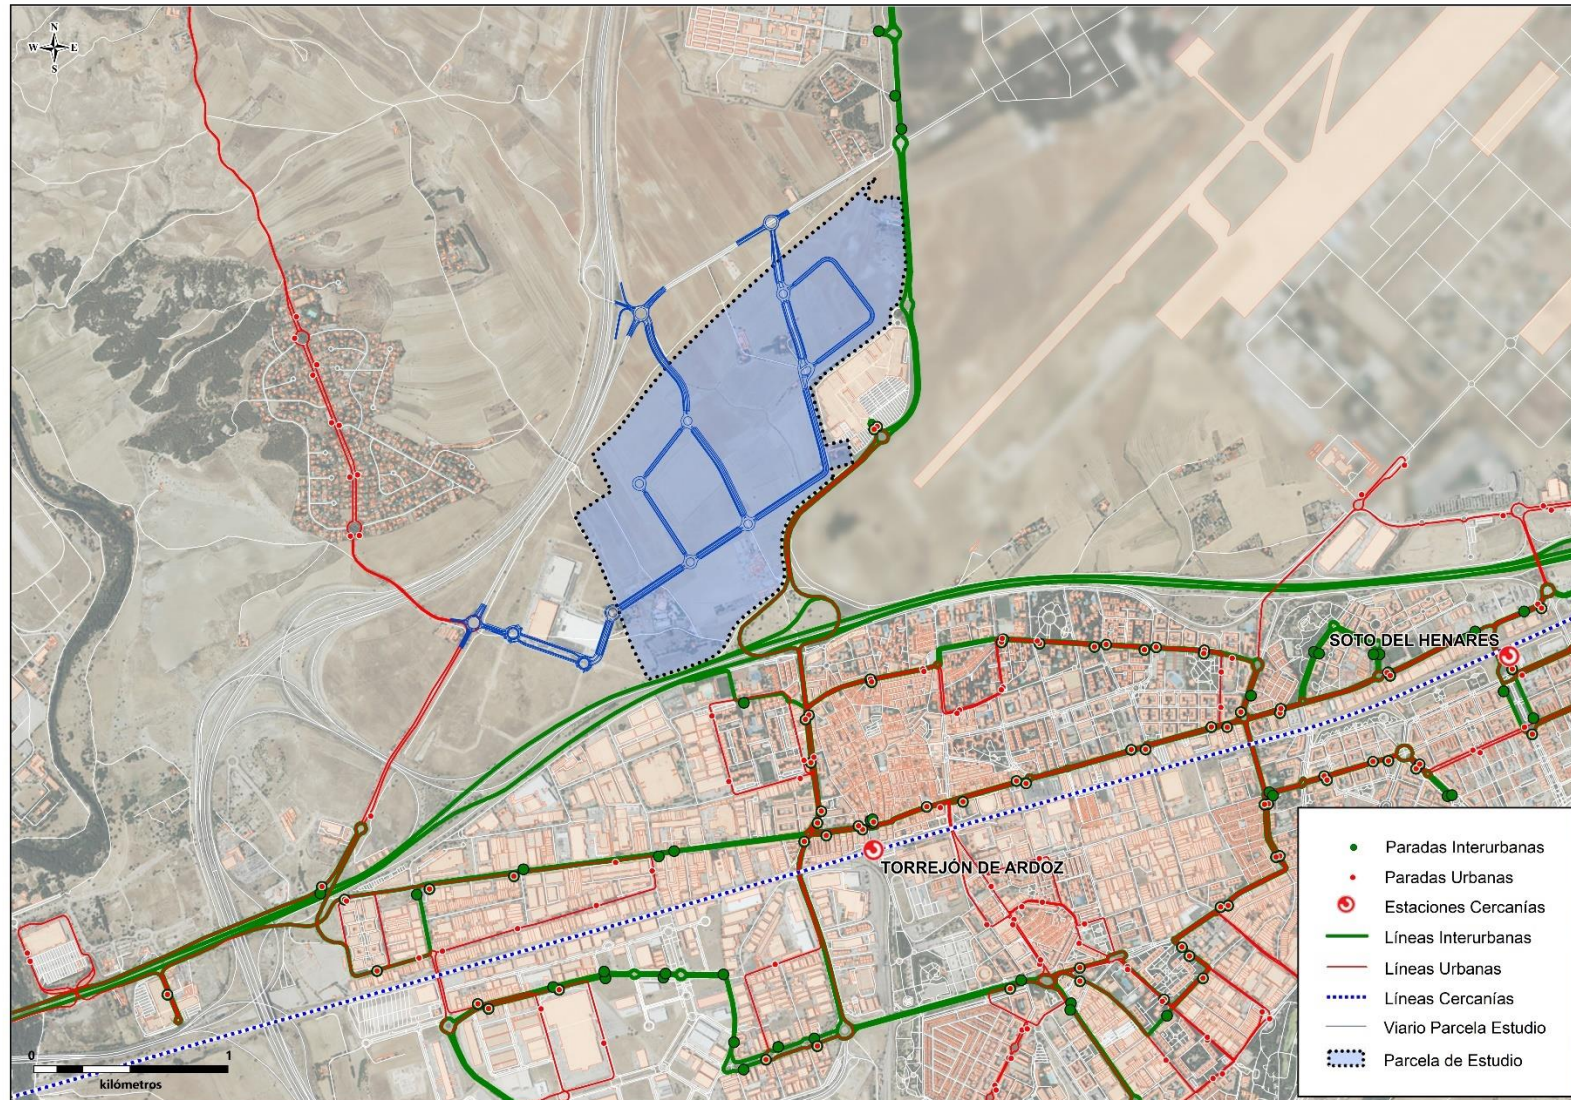 N
W E
S
SOTO DEL HENARES
TORREJÓN DE ARDOZ
Paradas Interurbanas
Paradas Urbanas
Estaciones Cercanías
Líneas Interurbanas
Líneas Urbanas
Líneas Cercanías
Viario Parcela Estudio
Parcela de Estudio
0 1
kilómetros